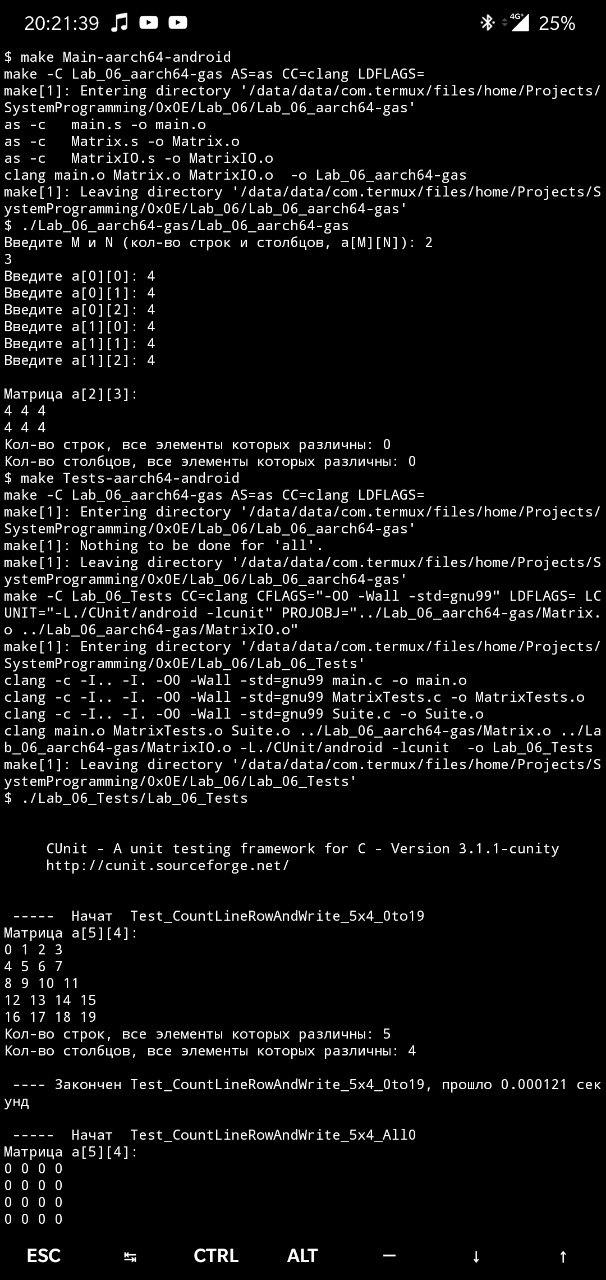 20:21:39 4G+ 25%
$ make Main-aarch64-android
make -C Lab_06_aarch64-gas AS=as CC=clang LDFLAGS=
make[1]: Entering directory '/data/data/com.termux/files/home/Projects/
SystemProgramming/0x0E/Lab_06/Lab_06_aarch64-gas'
as -c   main.s -o main.o
as -c   Matrix.s -o Matrix.o
as -c   MatrixIO.s -o MatrixIO.o
clang main.o Matrix.o MatrixIO.o  -o Lab_06_aarch64-gas
make[1]: Leaving directory '/data/data/com.termux/files/home/Projects/S
ystemProgramming/0x0E/Lab_06/Lab_06_aarch64-gas'
$ ./Lab_06_aarch64-gas/Lab_06_aarch64-gas
Введите M и N (кол-во строк и столбцов, a[M][N]): 2
3
Введите a[0][0]: 4
Введите a[0][1]: 4
Введите a[0][2]: 4
Введите a[1][0]: 4
Введите a[1][1]: 4
Введите a[1][2]: 4

Матрица a[2][3]:
4 4 4
4 4 4
Кол-во строк, все элементы которых различны: 0
Кол-во столбцов, все элементы которых различны: 0
$ make Tests-aarch64-android
make -C Lab_06_aarch64-gas AS=as CC=clang LDFLAGS=
make[1]: Entering directory '/data/data/com.termux/files/home/Projects/
SystemProgramming/0x0E/Lab_06/Lab_06_aarch64-gas'
make[1]: Nothing to be done for 'all'.
make[1]: Leaving directory '/data/data/com.termux/files/home/Projects/S
ystemProgramming/0x0E/Lab_06/Lab_06_aarch64-gas'
make -C Lab_06_Tests CC=clang CFLAGS="-O0 -Wall -std=gnu99" LDFLAGS= LC
UNIT="-L./CUnit/android -lcunit" PROJOBJ="../Lab_06_aarch64-gas/Matrix.
o ../Lab_06_aarch64-gas/MatrixIO.o"
make[1]: Entering directory '/data/data/com.termux/files/home/Projects/
SystemProgramming/0x0E/Lab_06/Lab_06_Tests'
clang -c -I.. -I. -O0 -Wall -std=gnu99 main.c -o main.o
clang -c -I.. -I. -O0 -Wall -std=gnu99 MatrixTests.c -o MatrixTests.o
clang -c -I.. -I. -O0 -Wall -std=gnu99 Suite.c -o Suite.o
clang main.o MatrixTests.o Suite.o ../Lab_06_aarch64-gas/Matrix.o ../La
b_06_aarch64-gas/MatrixIO.o -L./CUnit/android -lcunit  -o Lab_06_Tests
make[1]: Leaving directory '/data/data/com.termux/files/home/Projects/S
ystemProgramming/0x0E/Lab_06/Lab_06_Tests'
$ ./Lab_06_Tests/Lab_06_Tests

     CUnit - A unit testing framework for C - Version 3.1.1-cunity
     http://cunit.sourceforge.net/

 -----  Начат  Test_CountLineRowAndWrite_5x4_0to19
Матрица a[5][4]:
0 1 2 3
4 5 6 7
8 9 10 11
12 13 14 15
16 17 18 19
Кол-во строк, все элементы которых различны: 5
Кол-во столбцов, все элементы которых различны: 4

 ---- Закончен Test_CountLineRowAndWrite_5x4_0to19, прошло 0.000121 сек
унд

 -----  Начат  Test_CountLineRowAndWrite_5x4_All0
Матрица a[5][4]:
0 0 0 0
0 0 0 0
0 0 0 0
0 0 0 0
ESC ↹ CTRL ALT — ↓ ↑